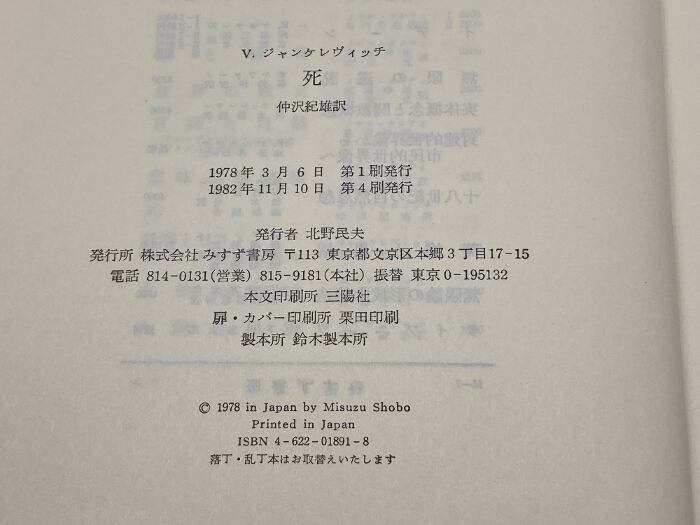 V. ジャンケレヴィッチ
死
仲沢紀雄訳
1978年 3月 6日 第1刷発行
1982年11月10日 第4刷発行
発行者 北野民夫
発行所 株式会社 みすず書房 〒113 東京都文京区本郷3丁目17-15
電話 814-0131(営業) 815-9181(本社) 振替 東京0-195132
本文印刷所 三陽社
扉・カバー印刷所 栗田印刷
製本所 鈴木製本所
© 1978 in Japan by Misuzu Shobo
Printed in Japan
ISBN 4-622-01891-8
落丁・乱丁本はお取替えいたします